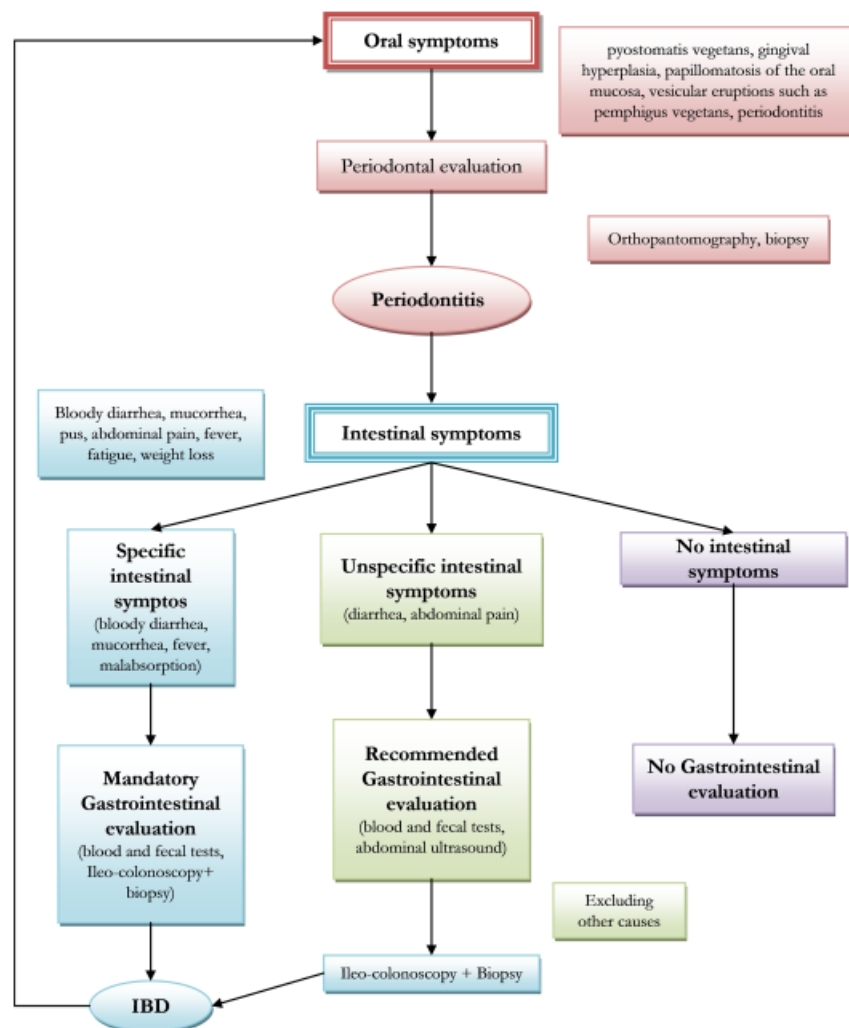 Oral symptoms
pyostomatis vegetans, gingival
hyperplasia, papillomatosis of the oral
mucosa, vesicular eruptions such as
pemphigus vegetans, periodontitis
Periodontal evaluation
Orthopantomography, biopsy
Periodontitis
Bloody diarrhea, mucorrhea,
pus, abdominal pain, fever,
fatigue, weight loss
Intestinal symptoms
Specific
intestinal
symptos
(bloody diarrhea,
mucorrhea, fever,
malabsorption)
Unspecific intestinal
symptoms
(diarrhea, abdominal pain)
No intestinal
symptoms
Mandatory
Gastrointestinal
evaluation
(blood and fecal tests,
Ileo-colonoscopy+
biopsy)
Recommended
Gastrointestinal
evaluation
(blood and fecal tests,
abdominal ultrasound)
No Gastrointestinal
evaluation
Excluding
other causes
Ileo-colonoscopy + Biopsy
IBD